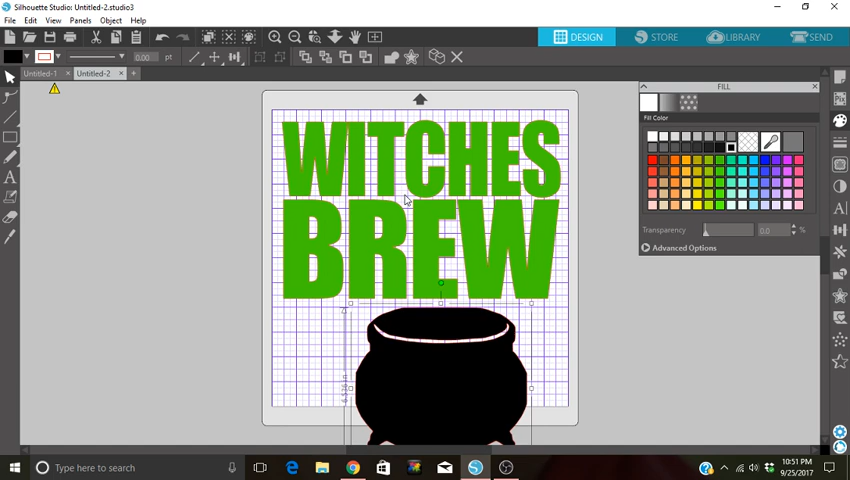 Silhouette Studio: Untitled-2.studio3
File Edit View Panels Object Help
DESIGN STORE LIBRARY SEND
0.00 pt
Untitled-1 Untitled-2
FILL
Fill Color
WITCHES
BREW
Transparency 0.0 %
Advanced Options
Type here to search
10:51 PM
9/25/2017